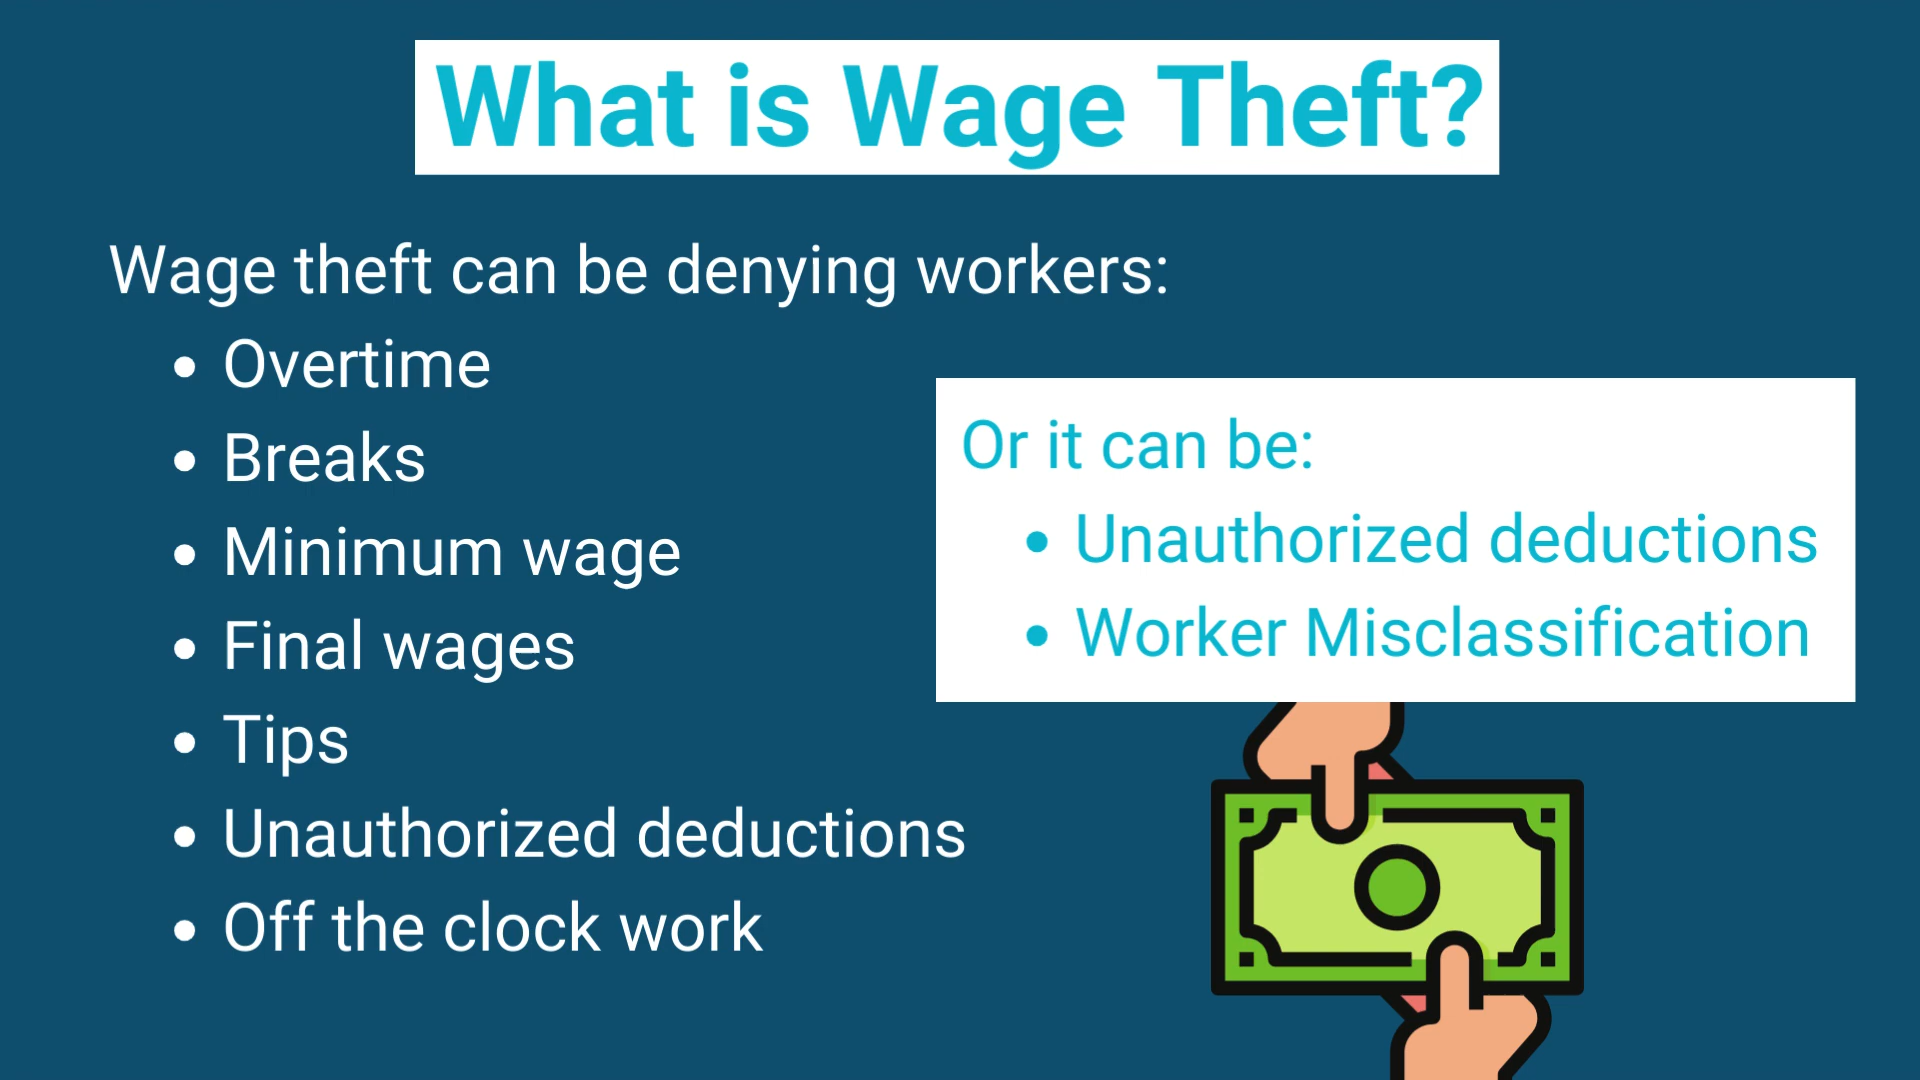 What is Wage Theft?
Wage theft can be denying workers:
• Overtime
• Breaks
• Minimum wage
• Final wages
• Tips
• Unauthorized deductions
• Off the clock work
Or it can be:
• Unauthorized deductions
• Worker Misclassification